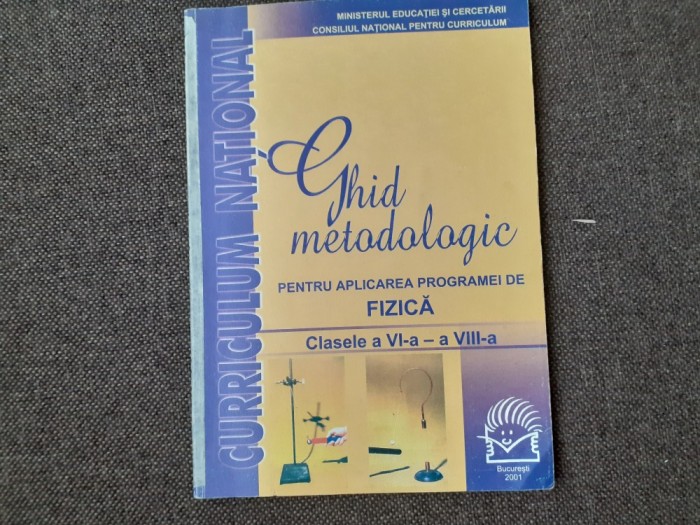 MINISTERUL EDUCAȚIEI ȘI CERCETĂRII
CONSILIUL NAȚIONAL PENTRU CURRICULUM
CURRICULUM NAȚIONAL
Ghid
metodologic
PENTRU APLICAREA PROGRAMEI DE
FIZICĂ
Clasele a VI-a – a VIII-a
București
2001